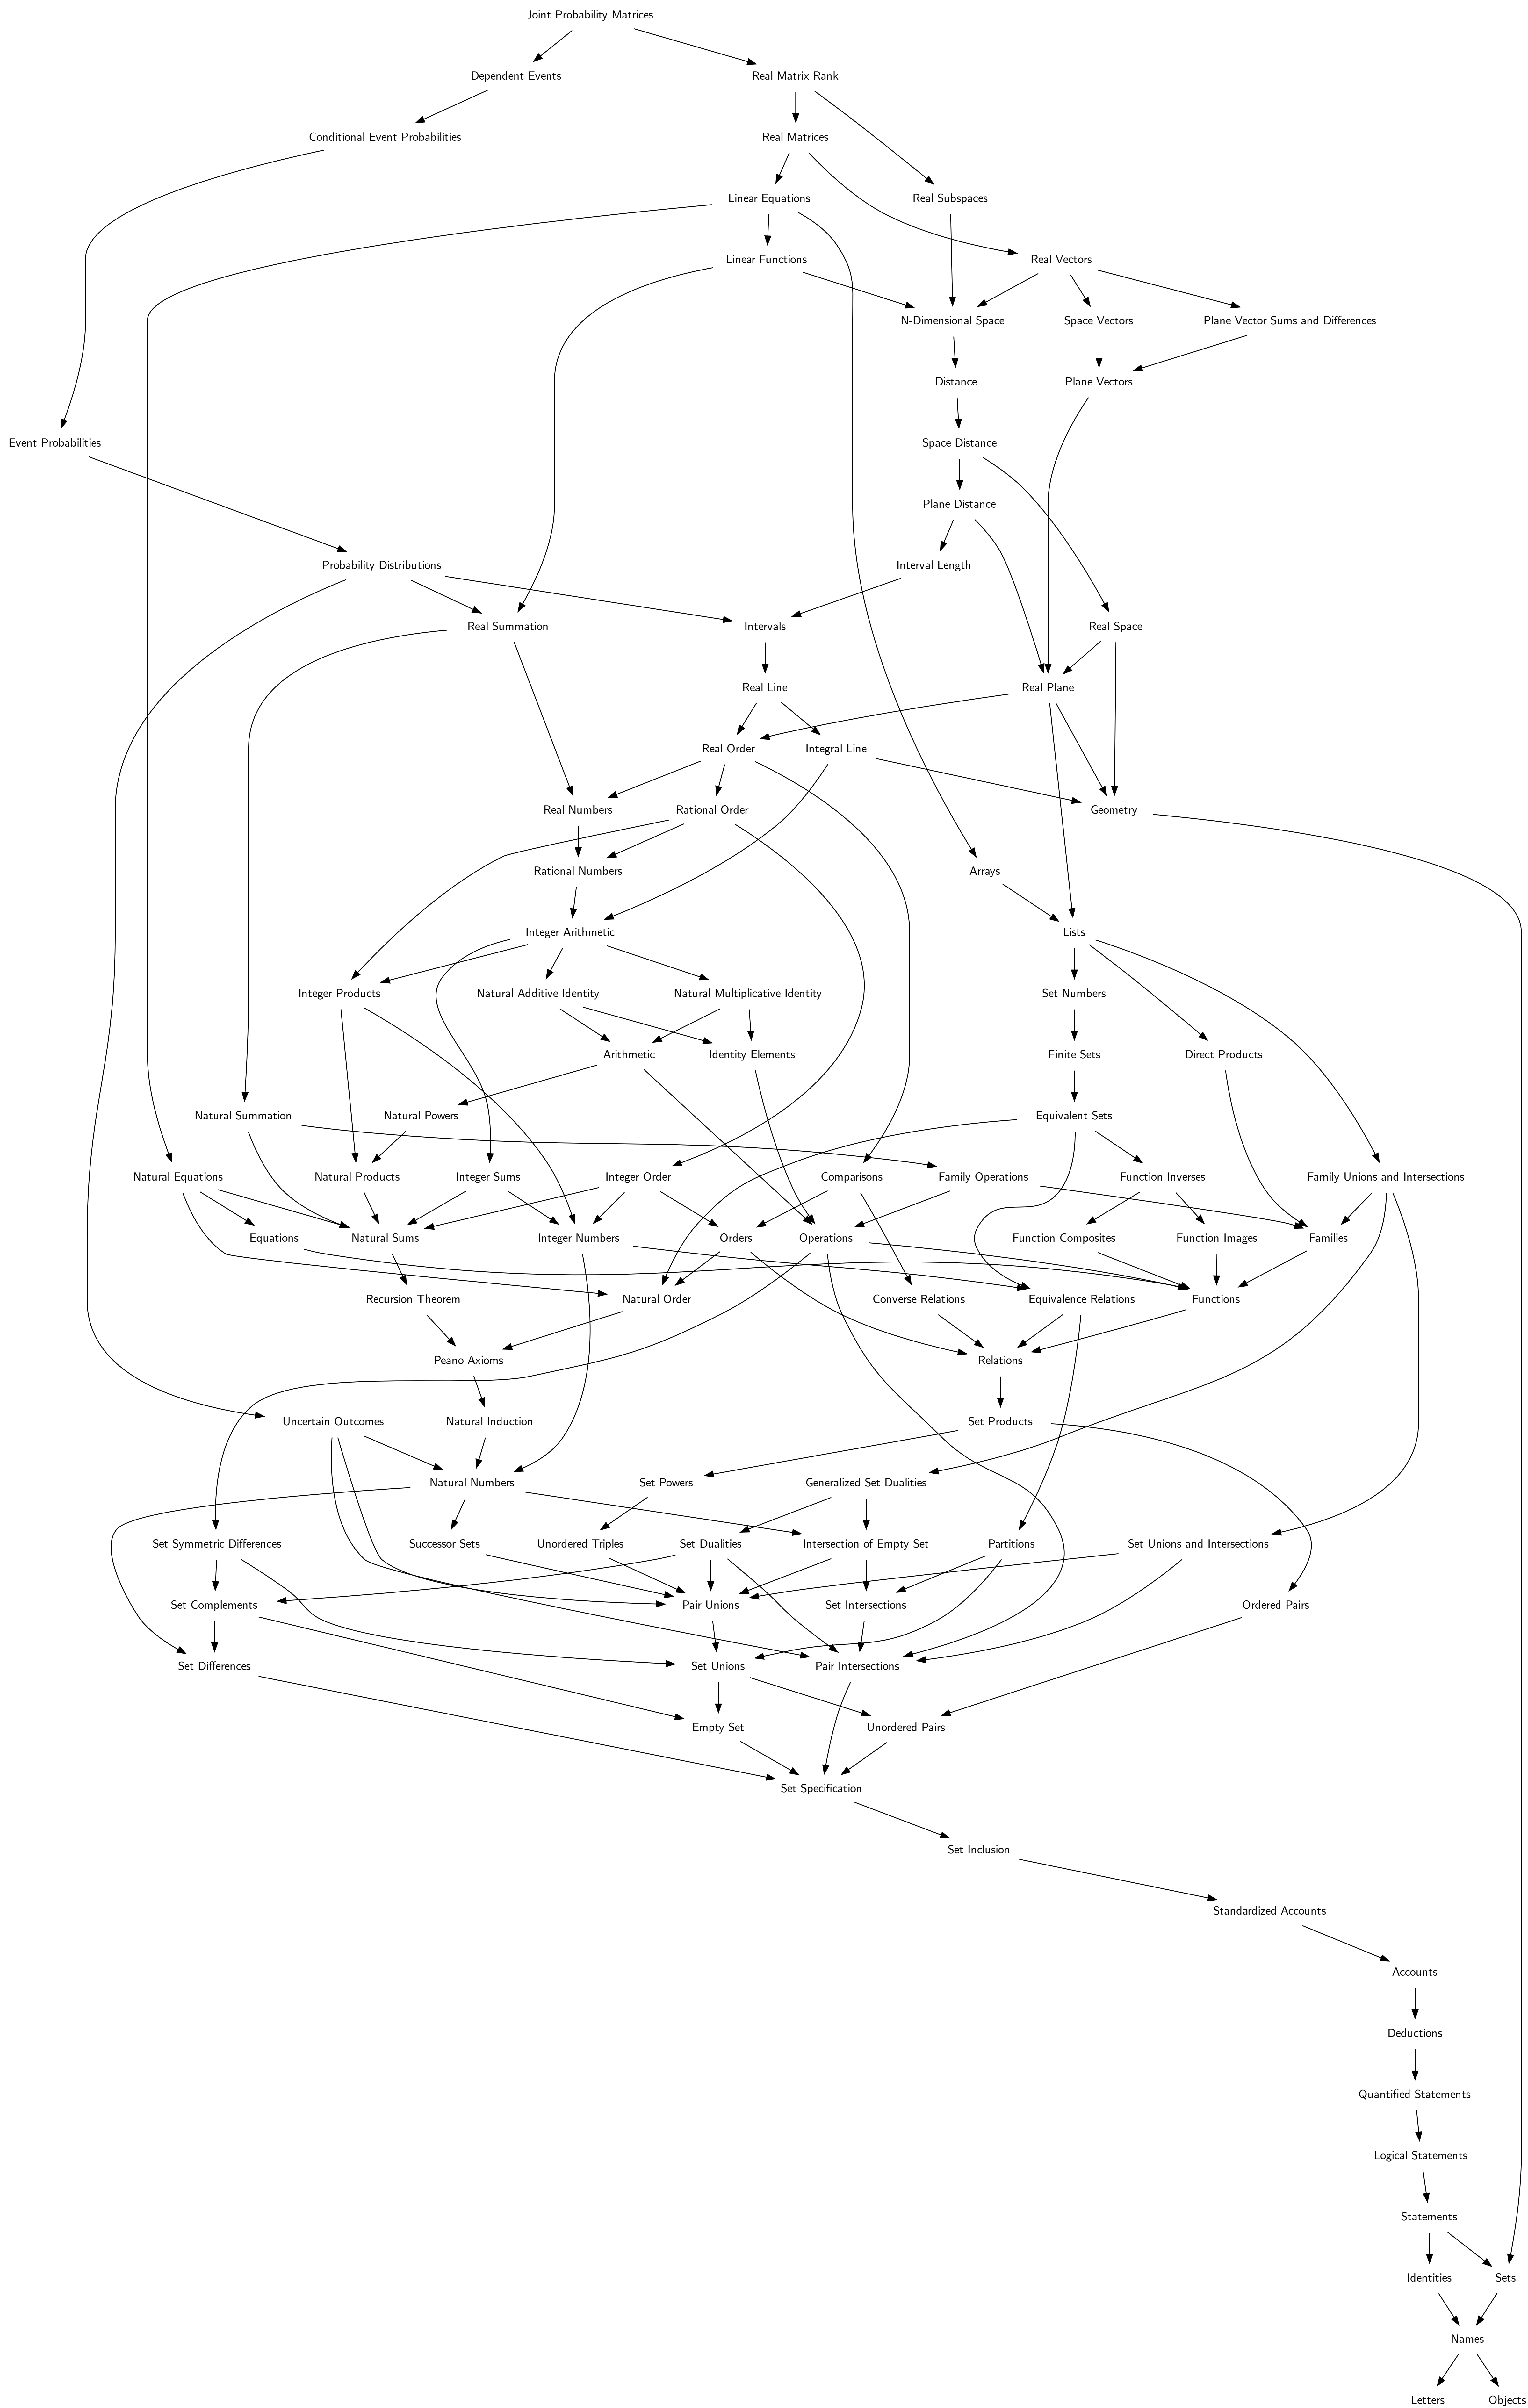 Joint Probability Matrices
Dependent Events
Real Matrix Rank
Conditional Event Probabilities
Real Matrices
Linear Equations
Real Subspaces
Linear Functions
Real Vectors
N-Dimensional Space
Space Vectors
Plane Vector Sums and Differences
Distance
Plane Vectors
Event Probabilities
Space Distance
Plane Distance
Probability Distributions
Interval Length
Real Summation
Intervals
Real Space
Real Line
Real Plane
Real Order
Integral Line
Real Numbers
Rational Order
Geometry
Rational Numbers
Arrays
Integer Arithmetic
Lists
Integer Products
Natural Additive Identity
Natural Multiplicative Identity
Set Numbers
Arithmetic
Identity Elements
Finite Sets
Direct Products
Natural Summation
Natural Powers
Equivalent Sets
Natural Equations
Natural Products
Integer Sums
Integer Order
Comparisons
Family Operations
Function Inverses
Family Unions and Intersections
Equations
Natural Sums
Integer Numbers
Orders
Operations
Function Composites
Function Images
Families
Recursion Theorem
Natural Order
Converse Relations
Equivalence Relations
Functions
Peano Axioms
Relations
Uncertain Outcomes
Natural Induction
Set Products
Natural Numbers
Set Powers
Generalized Set Dualities
Set Symmetric Differences
Successor Sets
Unordered Triples
Set Dualities
Intersection of Empty Set
Partitions
Set Unions and Intersections
Set Complements
Pair Unions
Set Intersections
Ordered Pairs
Set Differences
Set Unions
Pair Intersections
Empty Set
Unordered Pairs
Set Specification
Set Inclusion
Standardized Accounts
Accounts
Deductions
Quantified Statements
Logical Statements
Statements
Identities
Sets
Names
Letters
Objects